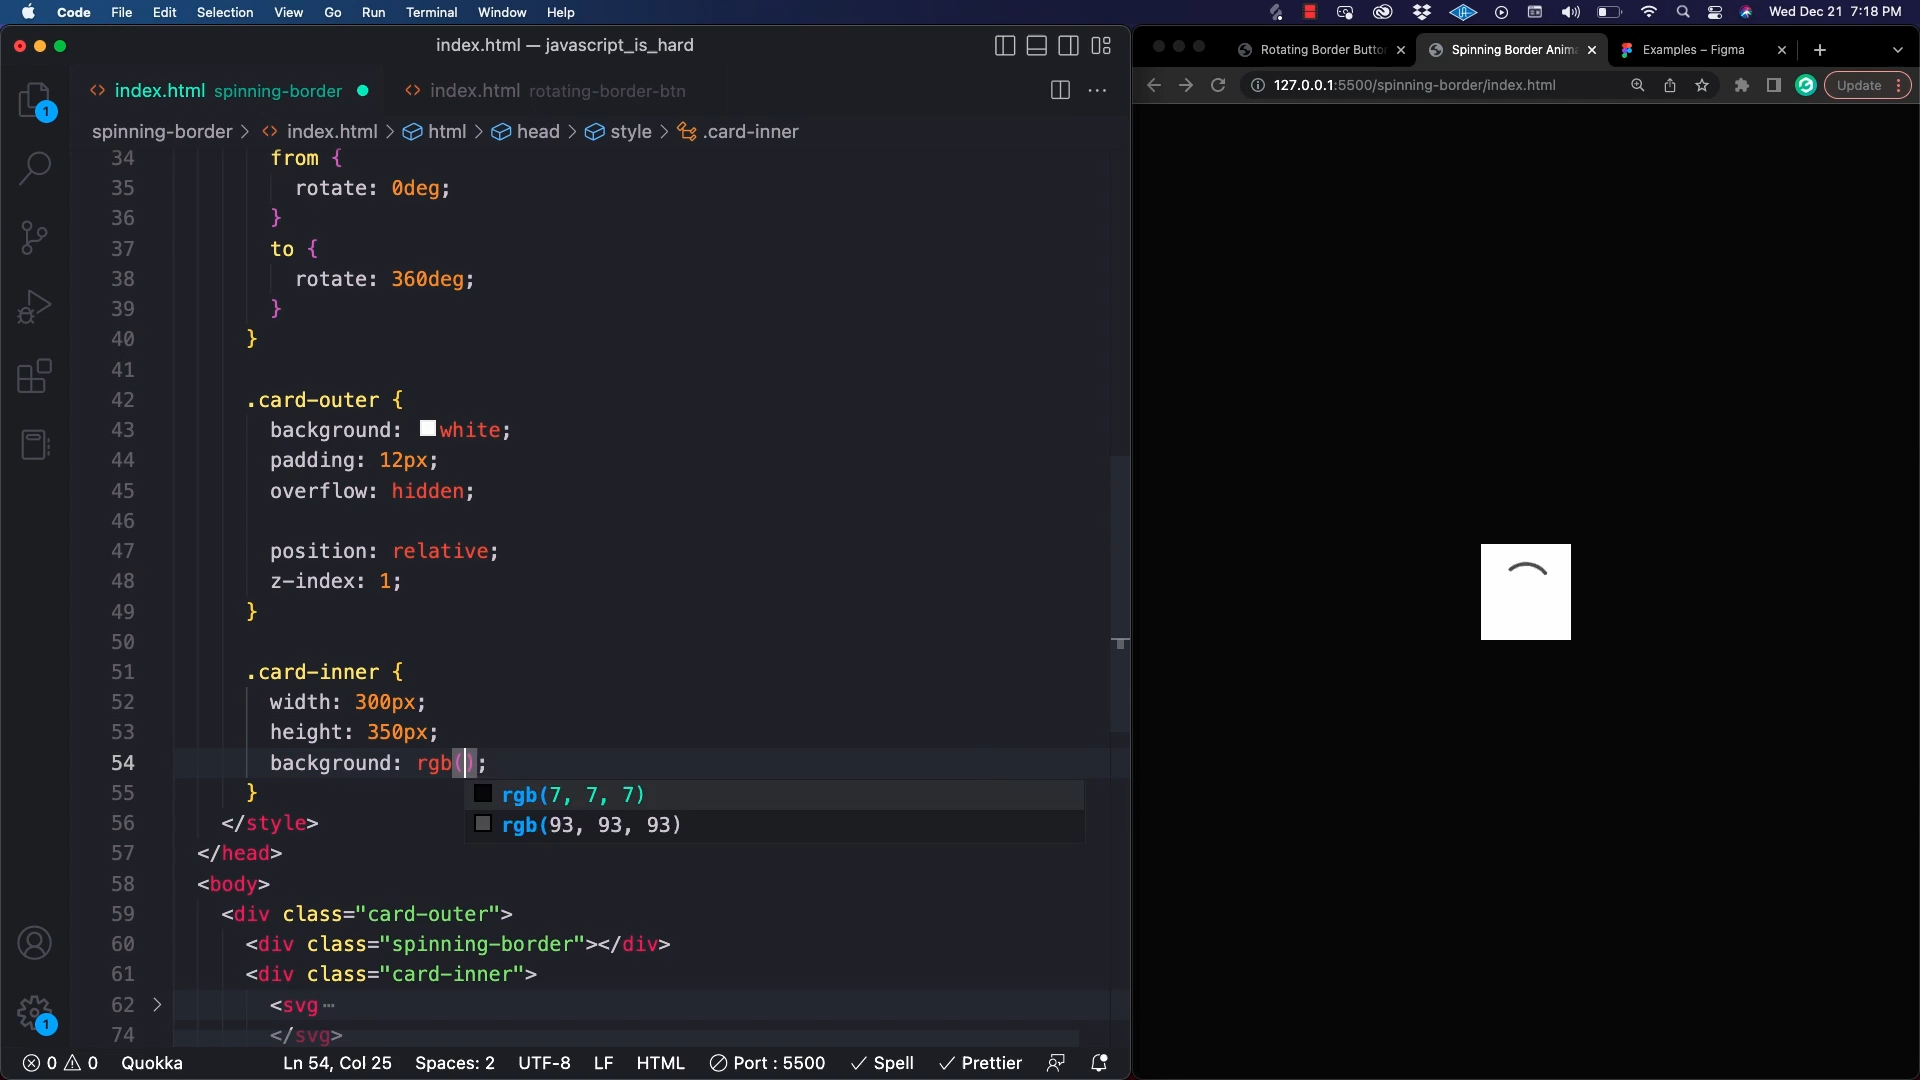 Code File Edit Selection View Go Run Terminal Window Help Wed Dec 21 7:18 PM
index.html — javascript_is_hard
index.html spinning-border index.html rotating-border-btn
spinning-border > index.html > html > head > style > .card-inner
34 from {
35 rotate: 0deg;
36 }
37 to {
38 rotate: 360deg;
39 }
40 }
41
42 .card-outer {
43 background: white;
44 padding: 12px;
45 overflow: hidden;
46
47 position: relative;
48 z-index: 1;
49 }
50
51 .card-inner {
52 width: 300px;
53 height: 350px;
54 background: rgb();
rgb(7, 7, 7)
55 }
rgb(93, 93, 93)
56 </style>
57 </head>
58 <body>
59 <div class="card-outer">
60 <div class="spinning-border"></div>
61 <div class="card-inner">
62 <svg ⋯
74 </svg>
1
1
0 0 Quokka Ln 54, Col 25 Spaces: 2 UTF-8 LF HTML Port : 5500 Spell Prettier
Rotating Border Butto Spinning Border Anima Examples – Figma
127.0.0.1:5500/spinning-border/index.html Update